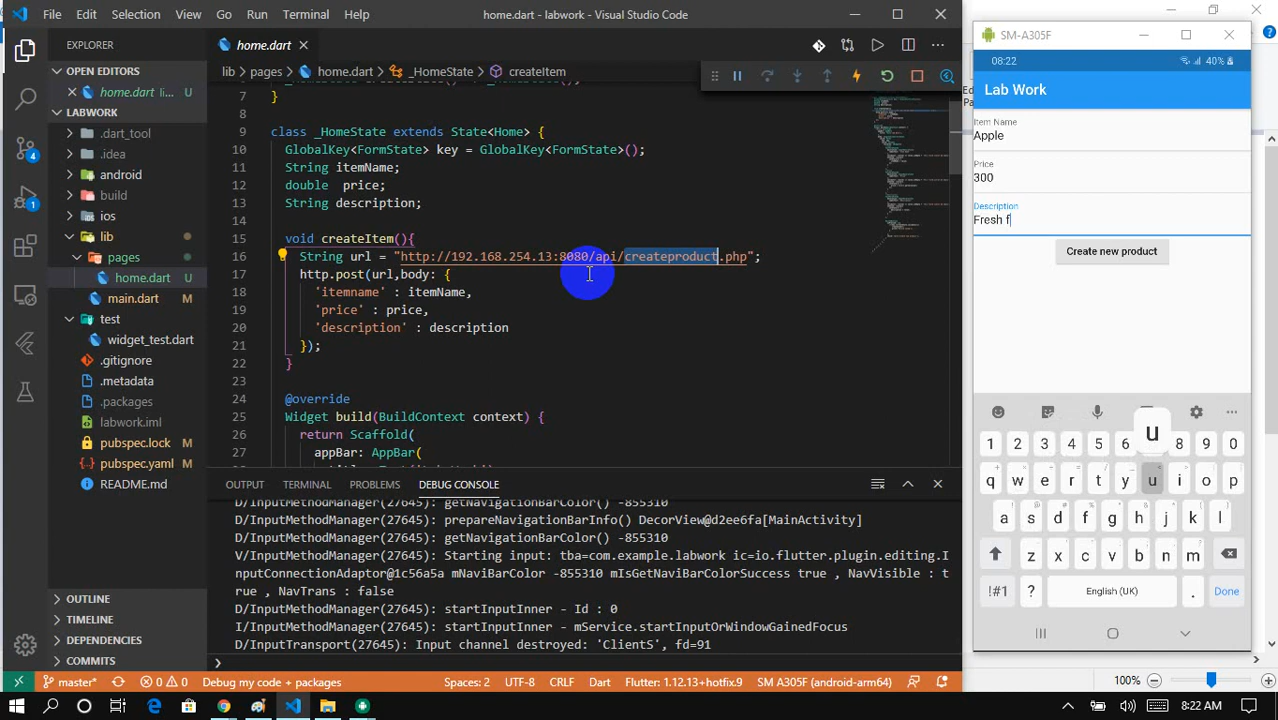 File Edit Selection View Go Run Terminal Help
home.dart - labwork - Visual Studio Code
EXPLORER
OPEN EDITORS
home.dart li... U
LABWORK
.dart_tool
.idea
android
build
ios
lib
pages
home.dart U
main.dart U
test
widget_test.dart U
.gitignore U
.metadata U
.packages
labwork.iml U
pubspec.lock U
pubspec.yaml U
README.md U
OUTLINE
TIMELINE
DEPENDENCIES
COMMITS
4
1
home.dart
lib > pages > home.dart > _HomeState > createItem
7 }
8
9 class _HomeState extends State<Home> {
10 GlobalKey<FormState> key = GlobalKey<FormState>();
11 String itemName;
12 double price;
13 String description;
14
15 void createItem(){
16 String url = "http://192.168.254.13:8080/api/createproduct.php";
17 http.post(url,body: {
18 'itemname' : itemName,
19 'price' : price,
20 'description' : description
21 });
22 }
23
24 @override
25 Widget build(BuildContext context) {
26 return Scaffold(
27 appBar: AppBar(
OUTPUT TERMINAL PROBLEMS DEBUG CONSOLE
D/InputMethodManager(27645): getNavigationBarColor() -855310
D/InputMethodManager(27645): prepareNavigationBarInfo() DecorView@d2ee6fa[MainActivity]
D/InputMethodManager(27645): getNavigationBarColor() -855310
V/InputMethodManager(27645): Starting input: tba=com.example.labwork ic=io.flutter.plugin.editing.I
nputConnectionAdaptor@1c56a5a mNaviBarColor -855310 mIsGetNaviBarColorSuccess true , NavVisible : t
rue , NavTrans : false
D/InputMethodManager(27645): startInputInner - Id : 0
I/InputMethodManager(27645): startInputInner - mService.startInputOrWindowGainedFocus
D/InputTransport(27645): Input channel destroyed: 'ClientS', fd=91
master* 0 0 Debug my code + packages Spaces: 2 UTF-8 CRLF Dart Flutter: 1.12.13+hotfix.9 SM A305F (android-arm64)
SM-A305F
08:22 40%
Lab Work
Item Name
Apple
Price
300
Description
Fresh f
Create new product
u
1 2 3 4 5 6 8 9 0
q w e r t y u i o p
a s d f g h j k l
z x c v b n m
!#1 ? English (UK) . Done
100%
8:22 AM